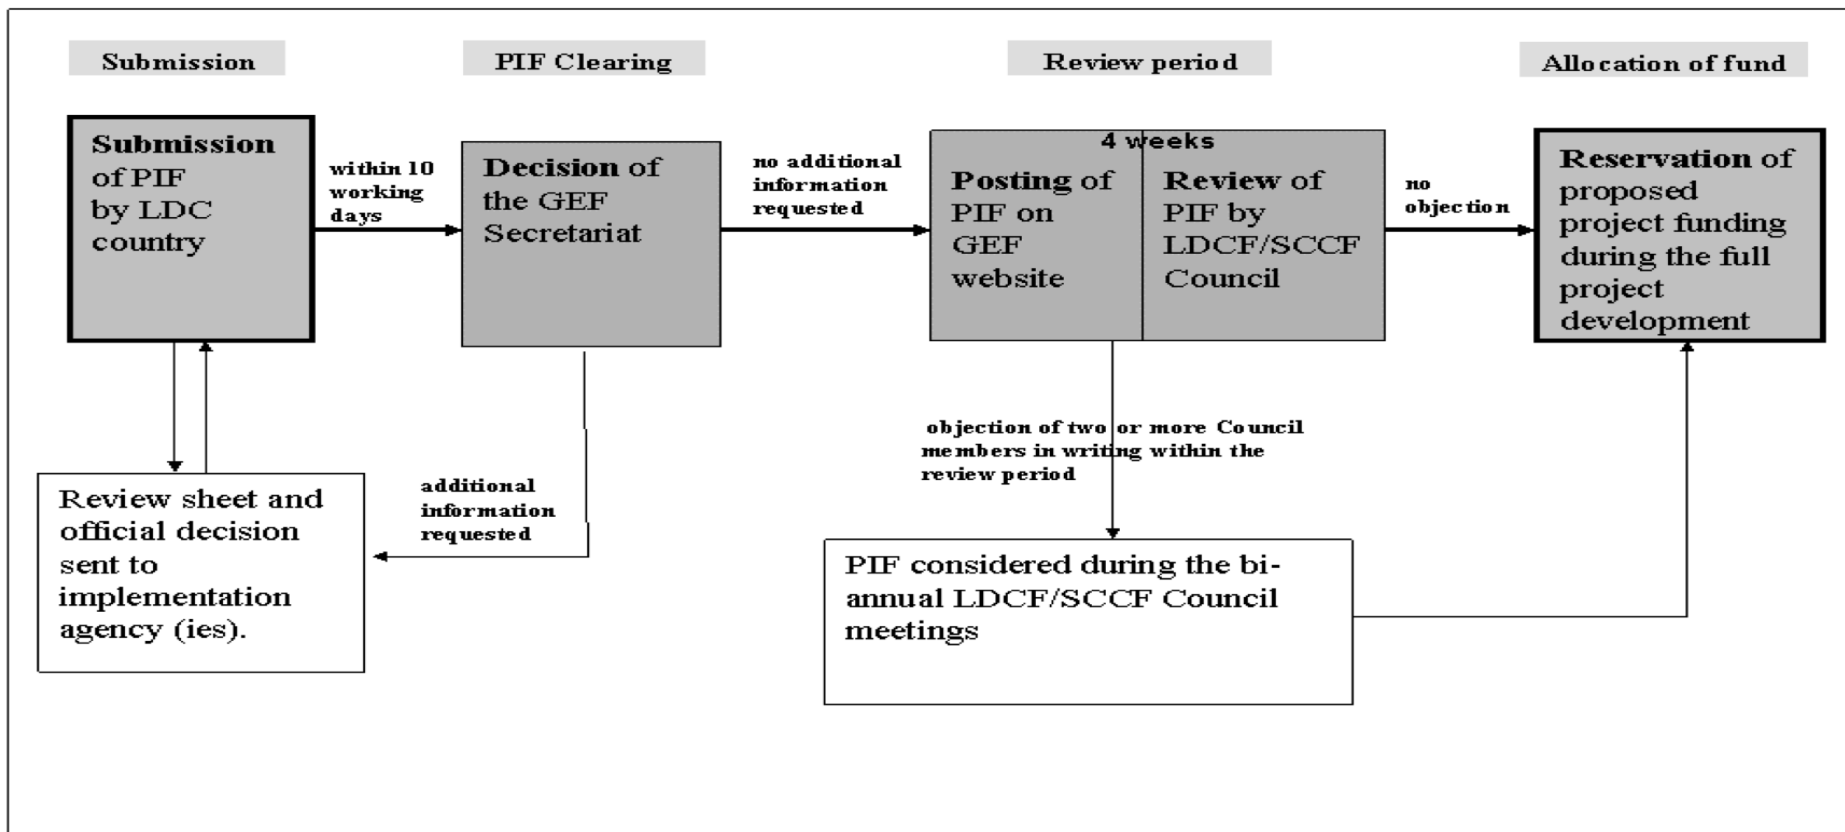 Submission
PIF Clearing
Review period
Allocation of fund
Submission
of PIF
by LDC
country
within 10
working
days
Decision of
the GEF
Secretariat
no additional
information
requested
4 weeks
Posting of
PIF on
GEF
website
Review of
PIF by
LDCF/SCCF
Council
no
objection
Reservation of
proposed
project funding
during the full
project
development
Review sheet and
official decision
sent to
implementation
agency (ies).
additional
information
requested
objection of two or more Council
members in writing within the
review period
PIF considered during the bi-
annual LDCF/SCCF Council
meetings